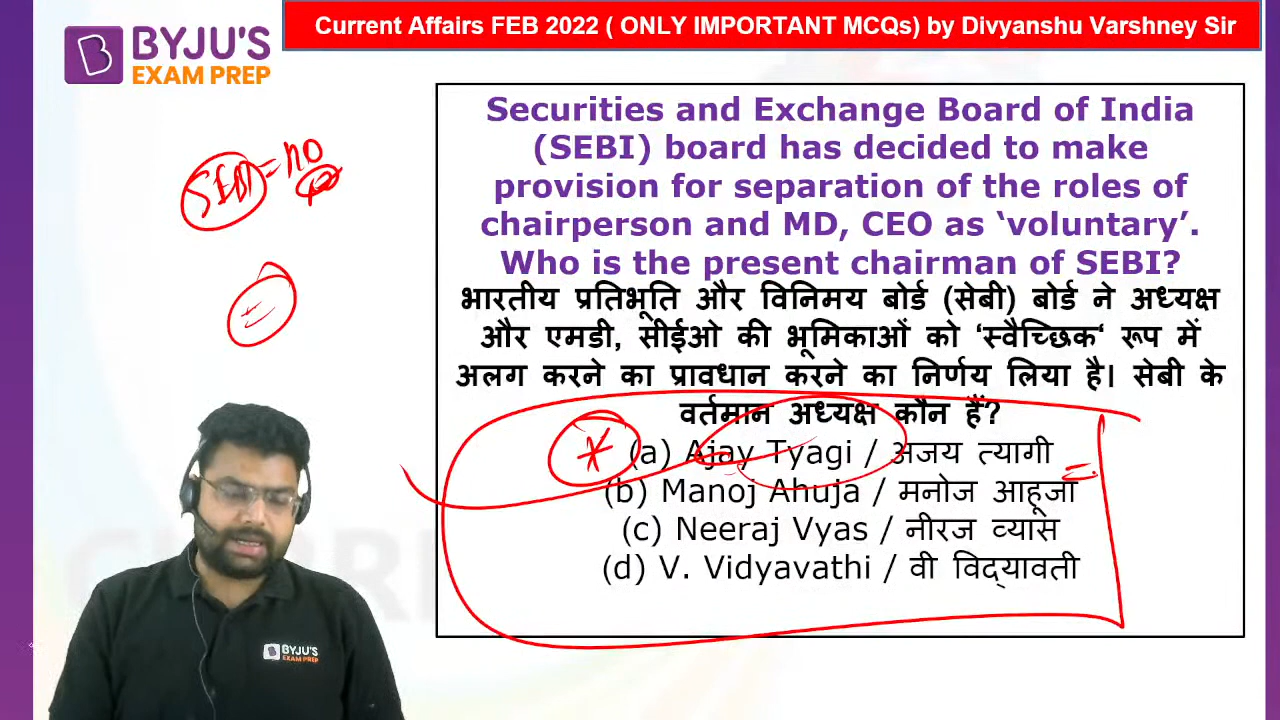 Current Affairs FEB 2022 ( ONLY IMPORTANT MCQs) by Divyanshu Varshney Sir
BYJU'S
EXAM PREP
Securities and Exchange Board of India
(SEBI) board has decided to make
provision for separation of the roles of
chairperson and MD, CEO as ‘voluntary’.
Who is the present chairman of SEBI?
भारतीय प्रतिभूति और विनिमय बोर्ड (सेबी) बोर्ड ने अध्यक्ष
और एमडी, सीईओ की भूमिकाओं को ‘स्वैच्छिक‘ रूप में
अलग करने का प्रावधान करने का निर्णय लिया है। सेबी के
वर्तमान अध्यक्ष कौन हैं?
(a) Ajay Tyagi / अजय त्यागी
(b) Manoj Ahuja / मनोज आहूजा
(c) Neeraj Vyas / नीरज व्यास
(d) V. Vidyavathi / वी विद्यावती
SEBI = no
BYJU'S
EXAM PREP